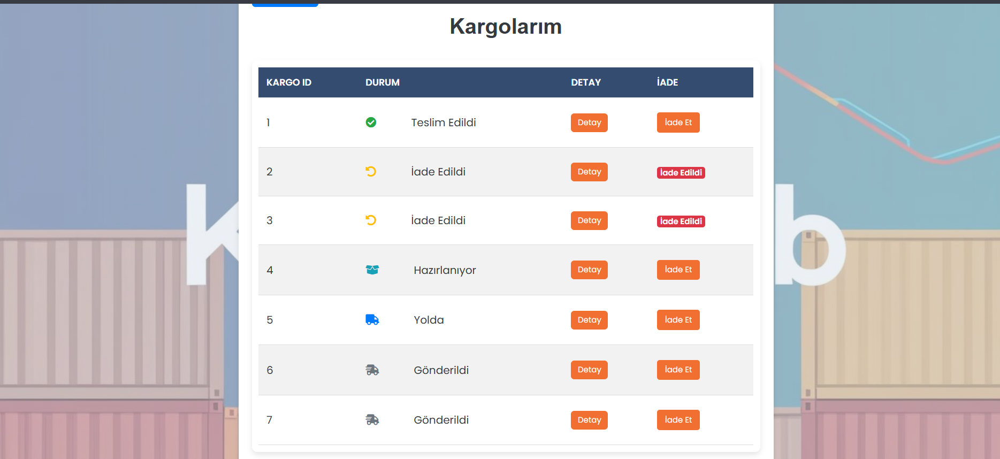 Kargolarım
KARGO ID DURUM DETAY İADE
1 Teslim Edildi Detay İade Et
2 İade Edildi Detay İade Edildi
3 İade Edildi Detay İade Edildi
K b
4 Hazırlanıyor Detay İade Et
5 Yolda Detay İade Et
6 Gönderildi Detay İade Et
7 Gönderildi Detay İade Et